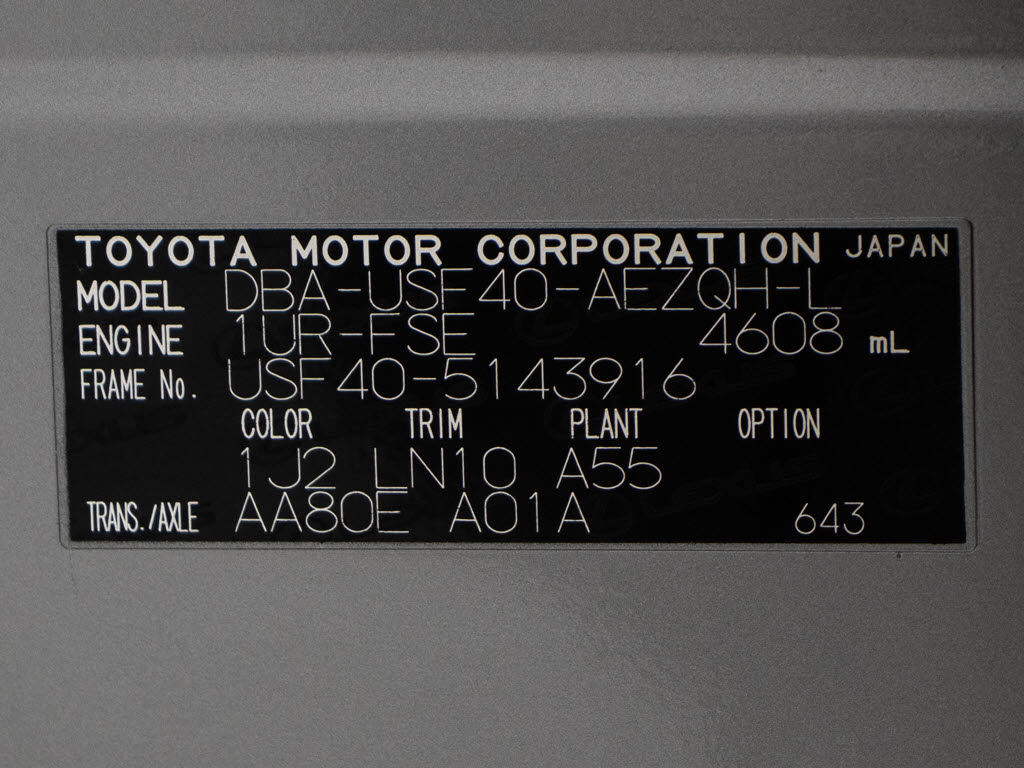 TOYOTA MOTOR CORPORATION JAPAN
MODEL DBA-USF40-AEZQH-L
ENGINE 1UR-FSE 4608 mL
FRAME No. USF40-5143916
COLOR TRIM PLANT OPTION
1J2 LN10 A55
TRANS./AXLE AA80E A01A 643